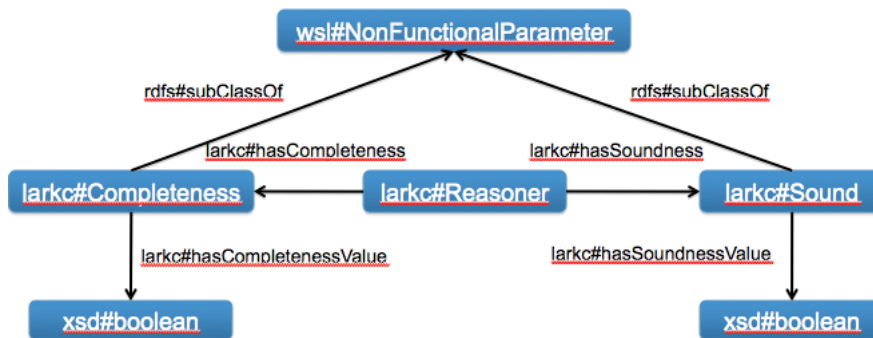 wsl#NonFunctionalParameter
rdfs#subClassOf
rdfs#subClassOf
larkc#hasCompleteness
larkc#hasSoundness
larkc#Completeness
larkc#Reasoner
larkc#Sound
larkc#hasCompletenessValue
larkc#hasSoundnessValue
xsd#boolean
xsd#boolean